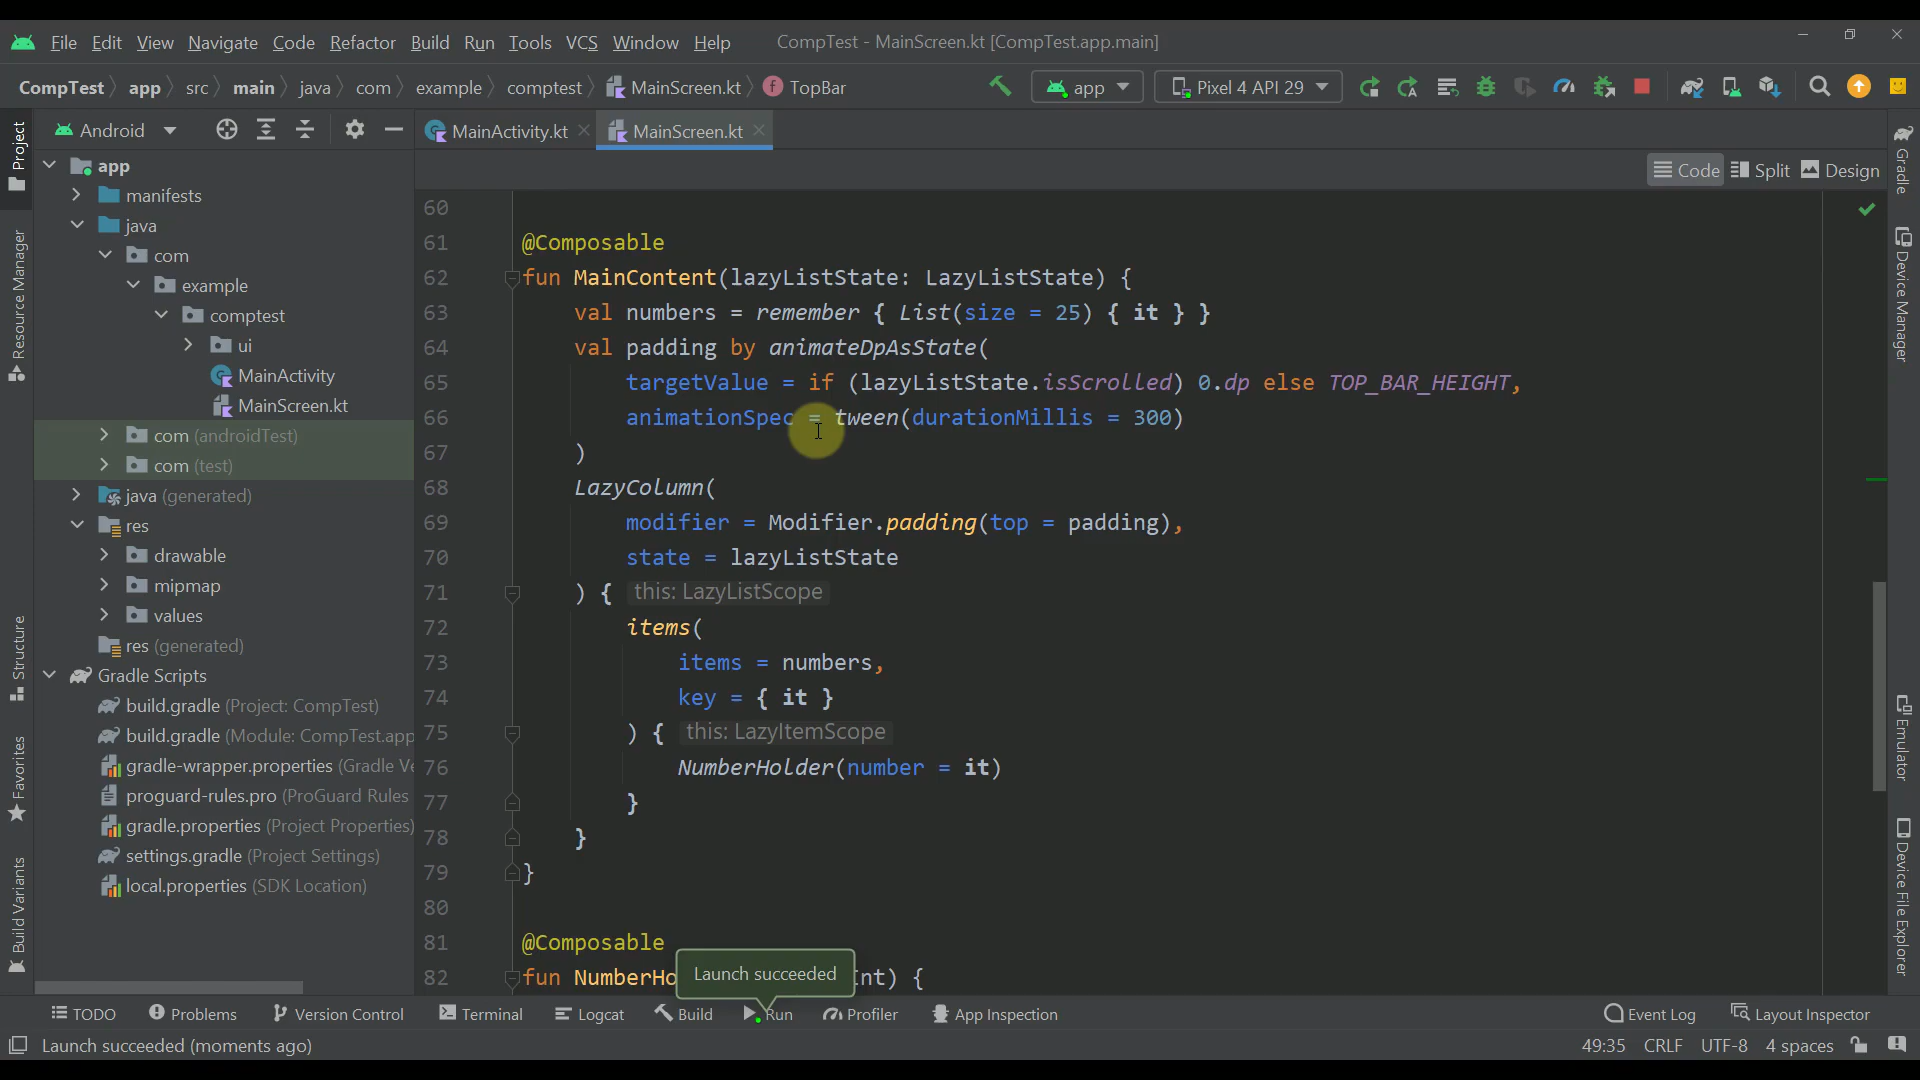 File Edit View Navigate Code Refactor Build Run Tools VCS Window Help CompTest - MainScreen.kt [CompTest.app.main]
CompTest app src main java com example comptest MainScreen.kt TopBar app Pixel 4 API 29
Android MainActivity.kt MainScreen.kt
Code Split Design
Project
Resource Manager
Structure
Favorites
Build Variants
app
manifests
java
com
example
comptest
ui
MainActivity
MainScreen.kt
com (androidTest)
com (test)
java (generated)
res
drawable
mipmap
values
res (generated)
Gradle Scripts
build.gradle (Project: CompTest)
build.gradle (Module: CompTest.app
gradle-wrapper.properties (Gradle Ve
proguard-rules.pro (ProGuard Rules
gradle.properties (Project Properties)
settings.gradle (Project Settings)
local.properties (SDK Location)
60
61 @Composable
62 fun MainContent(lazyListState: LazyListState) {
63 val numbers = remember { List(size = 25) { it } }
64 val padding by animateDpAsState(
65 targetValue = if (lazyListState.isScrolled) 0.dp else TOP_BAR_HEIGHT,
66 animationSpec = tween(durationMillis = 300)
67 )
68 LazyColumn(
69 modifier = Modifier.padding(top = padding),
70 state = lazyListState
71 ) { this: LazyListScope
72 items(
73 items = numbers,
74 key = { it }
75 ) { this: LazyItemScope
76 NumberHolder(number = it)
77 }
78 }
79 }
80
81 @Composable
82 fun NumberHo nt) {
Launch succeeded
Gradle
Device Manager
Emulator
Device File Explorer
TODO Problems Version Control Terminal Logcat Build Run Profiler App Inspection Event Log Layout Inspector
Launch succeeded (moments ago) 49:35 CRLF UTF-8 4 spaces